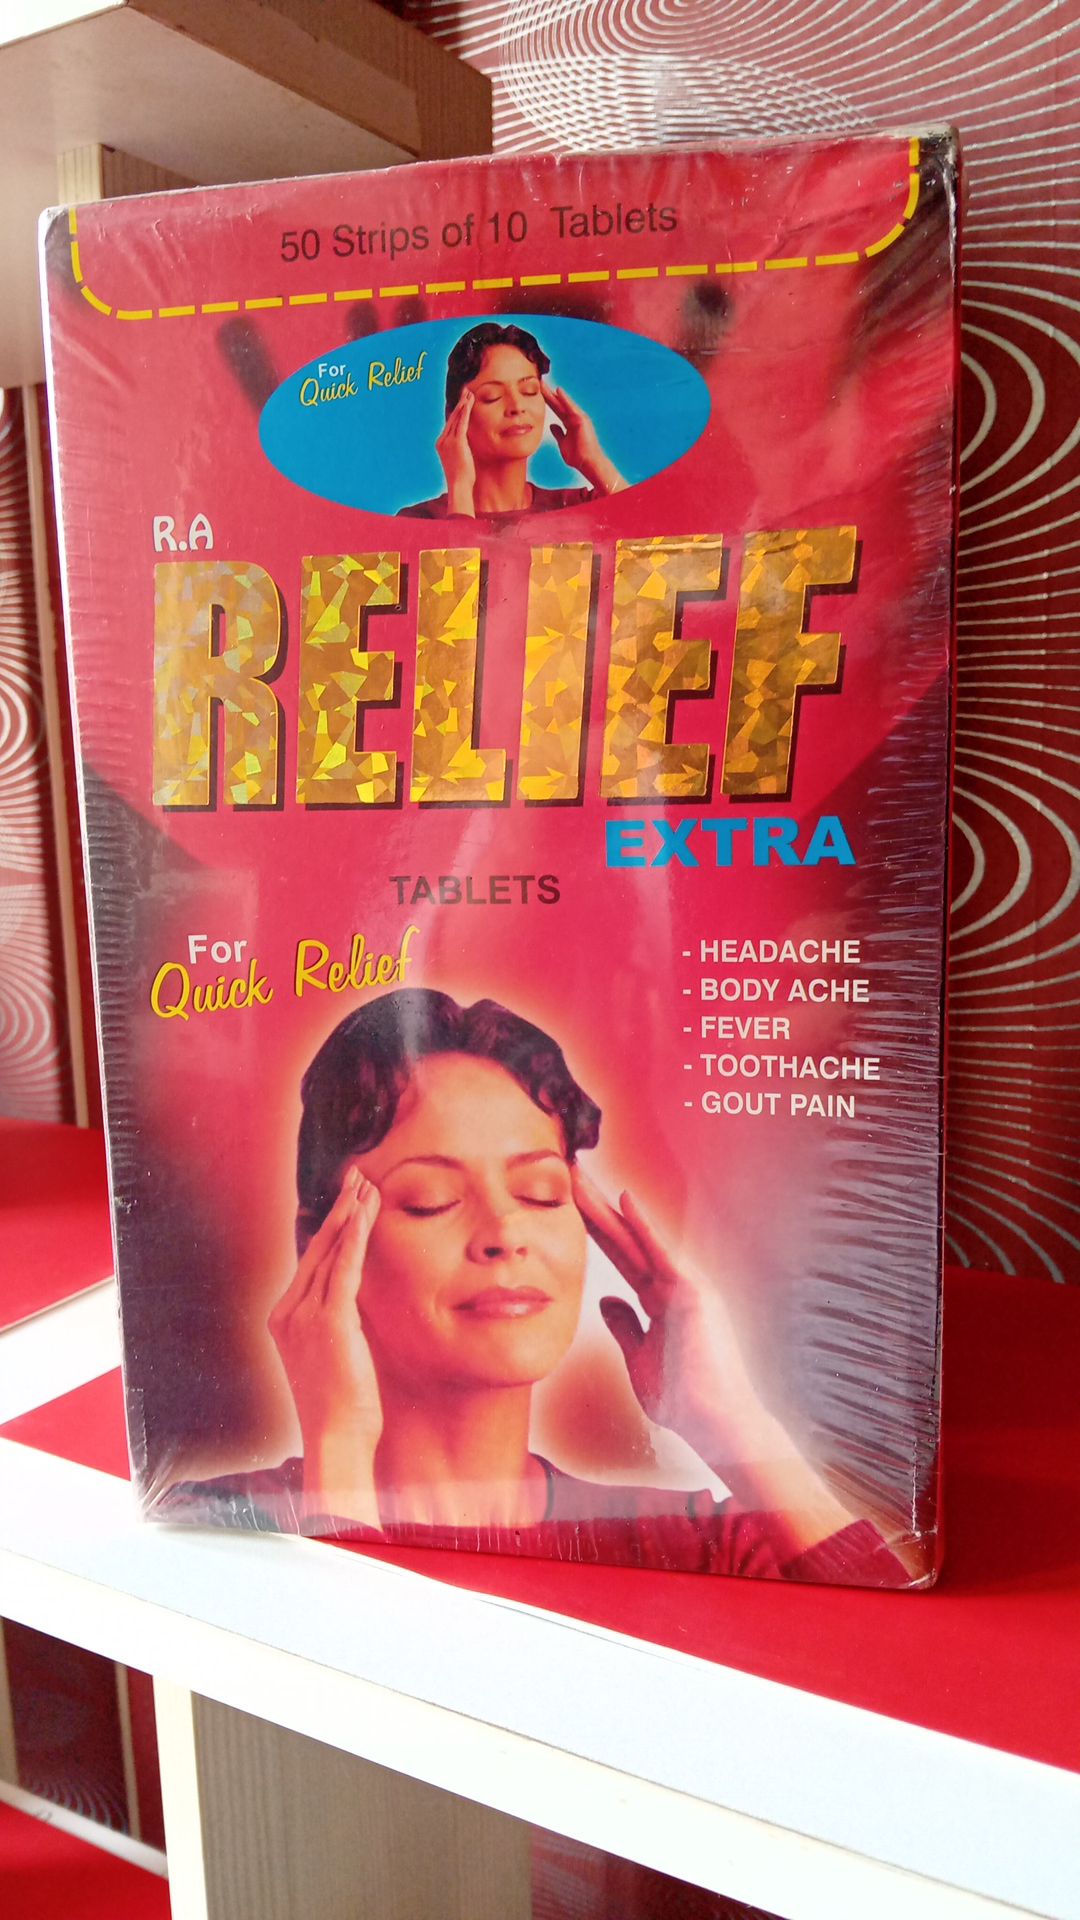 50 Strips of 10 Tablets
For
Quick Relief
R.A
RELIEF
EXTRA
TABLETS
For
Quick Relief
- HEADACHE
- BODY ACHE
- FEVER
- TOOTHACHE
- GOUT PAIN